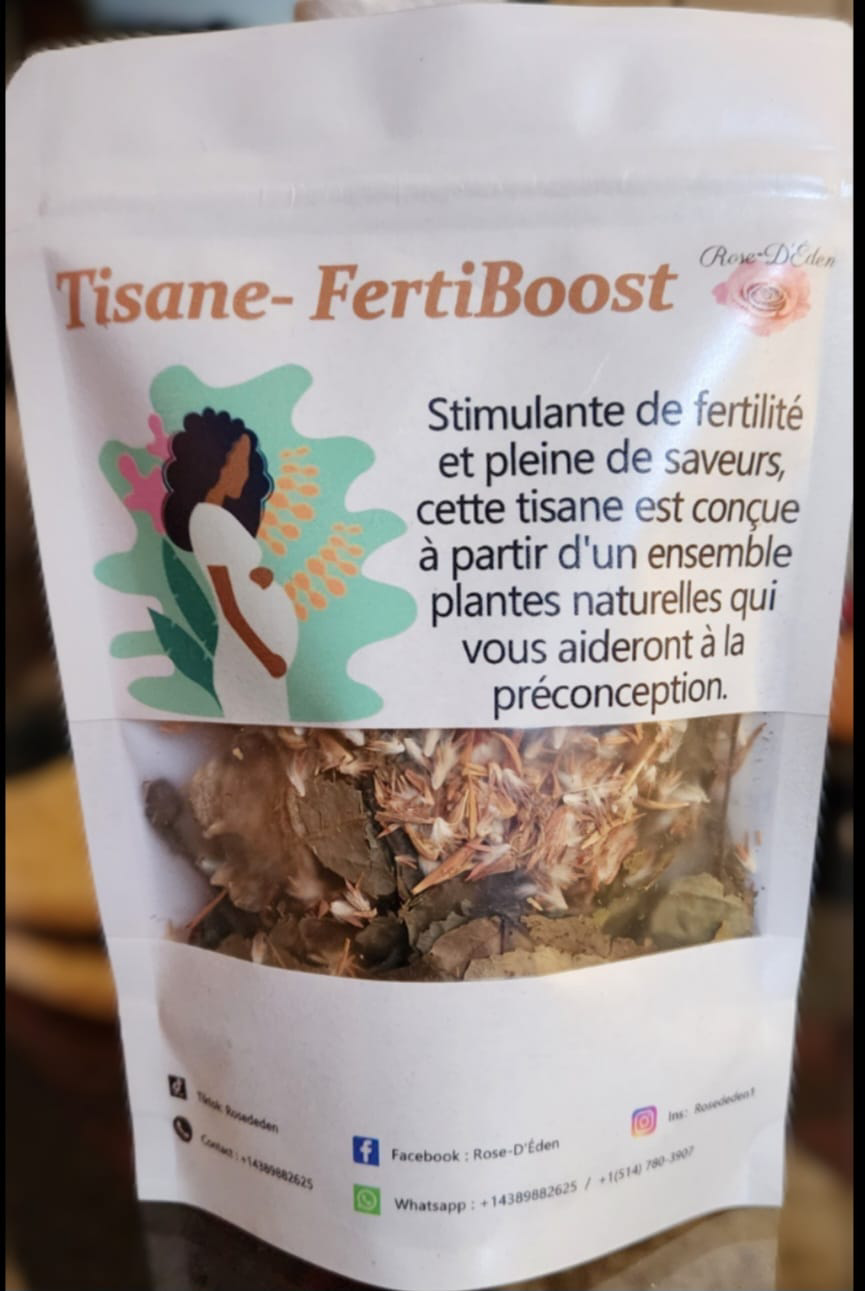 Rose-D'Éden
Tisane- FertiBoost
Stimulante de fertilité
et pleine de saveurs,
cette tisane est conçue
à partir d'un ensemble
plantes naturelles qui
vous aideront à la
préconception.
Tiktok: Rosededen
Contact : +14389882625
Facebook : Rose-D'Éden
Ins: Rosededen1
Whatsapp : +14389882625 / +1(514) 780-3907